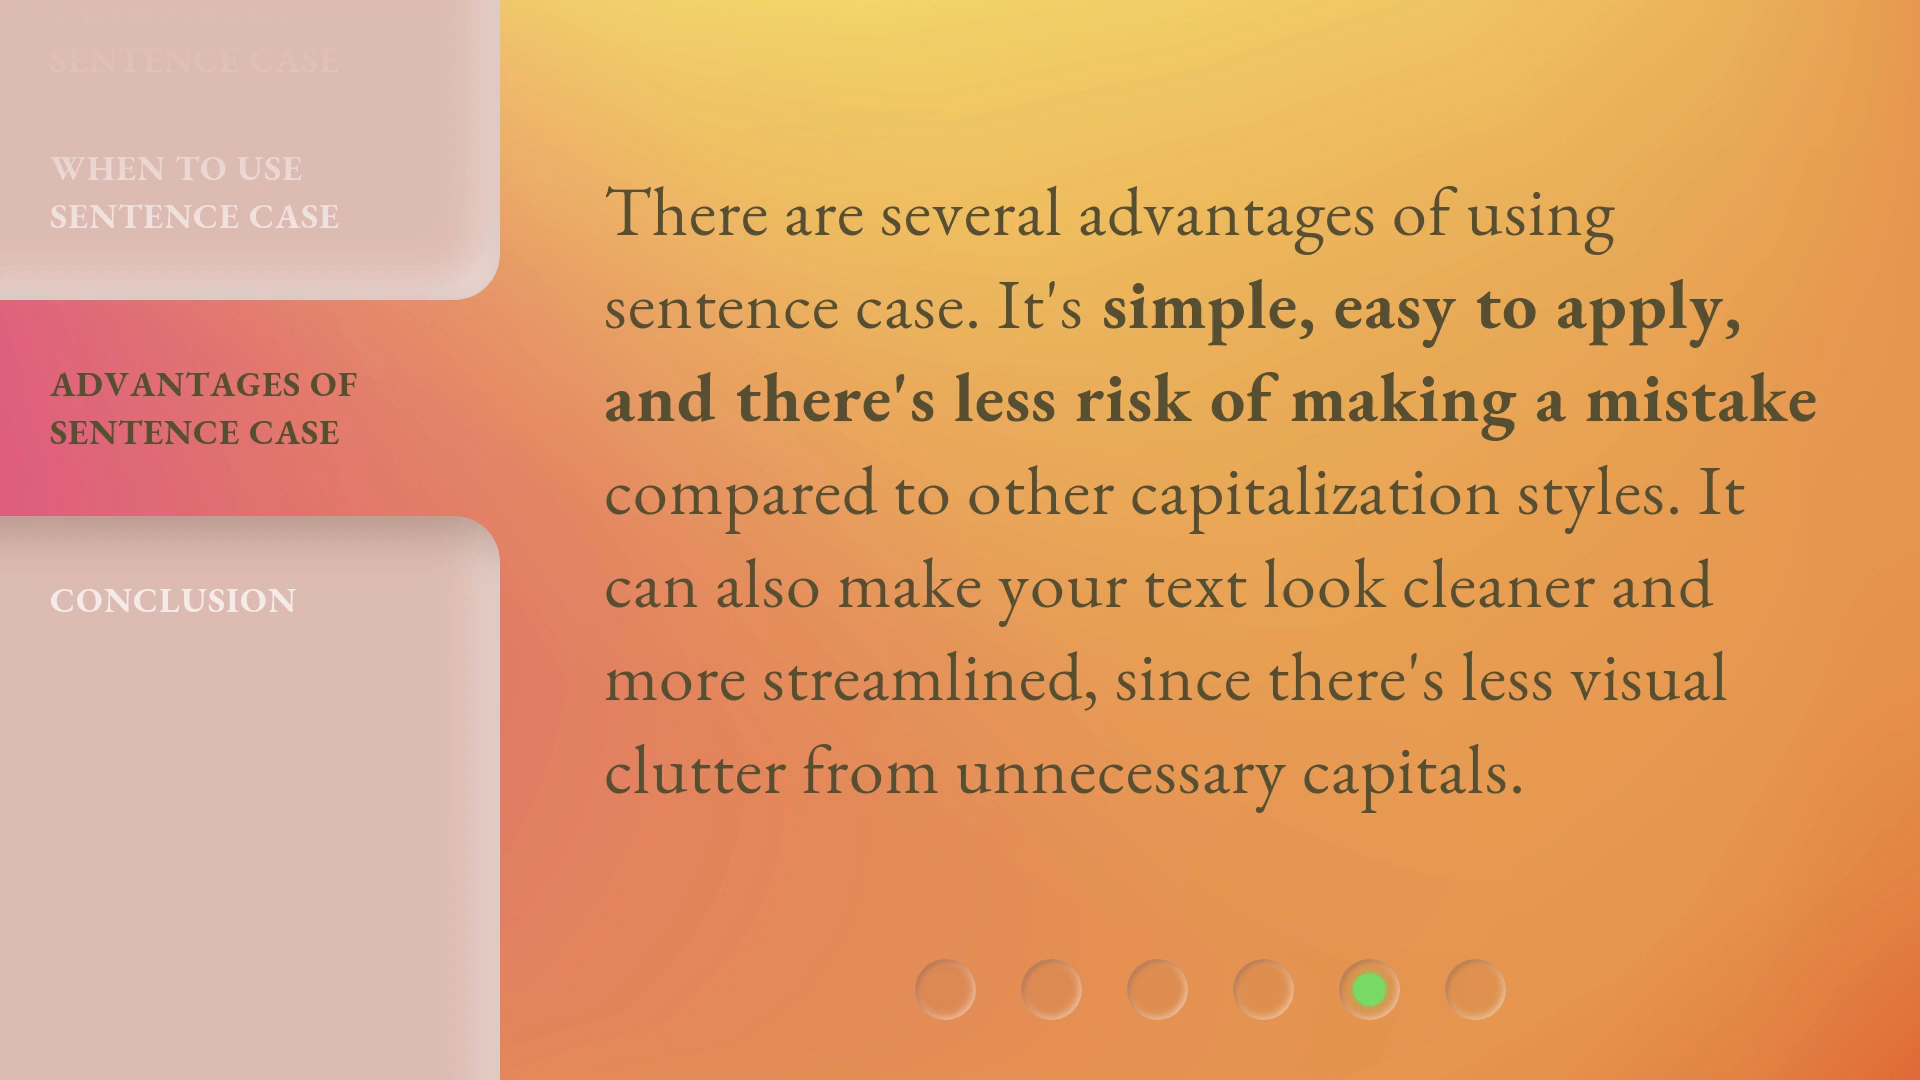 SENTENCE CASE
WHEN TO USE
SENTENCE CASE
ADVANTAGES OF
SENTENCE CASE
CONCLUSION
There are several advantages of using
sentence case. It's simple, easy to apply,
and there's less risk of making a mistake
compared to other capitalization styles. It
can also make your text look cleaner and
more streamlined, since there's less visual
clutter from unnecessary capitals.